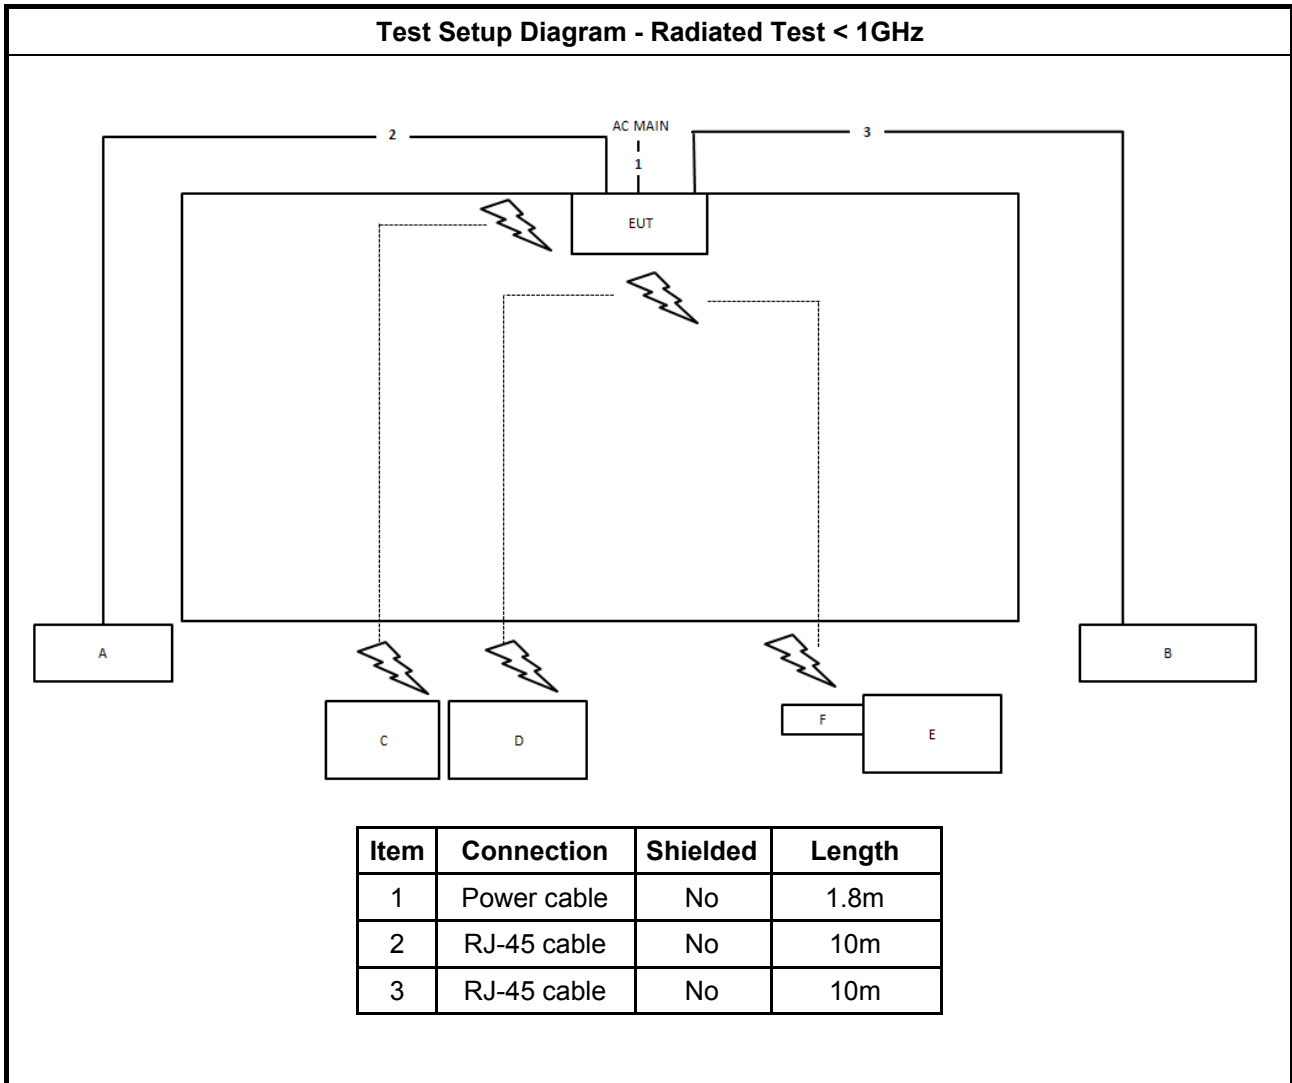 Test Setup Diagram - Radiated Test < 1GHz
AC MAIN
2
3
1
EUT
A
B
C
D
F
E
Item Connection Shielded Length
1 Power cable No 1.8m
2 RJ-45 cable No 10m
3 RJ-45 cable No 10m